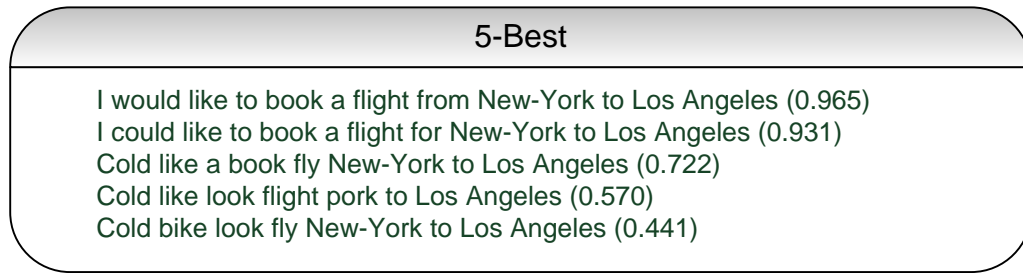 5-Best
I would like to book a flight from New-York to Los Angeles (0.965)
I could like to book a flight for New-York to Los Angeles (0.931)
Cold like a book fly New-York to Los Angeles (0.722)
Cold like look flight pork to Los Angeles (0.570)
Cold bike look fly New-York to Los Angeles (0.441)